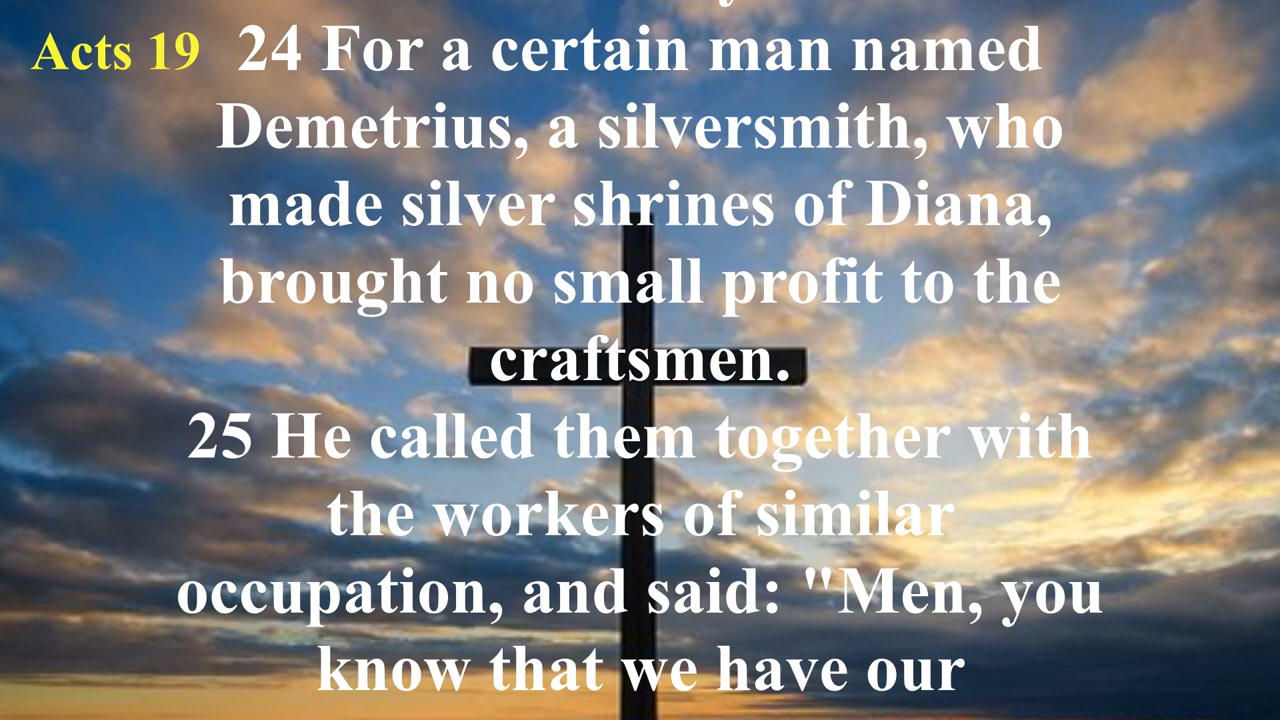 Acts 19 24 For a certain man named
Demetrius, a silversmith, who
made silver shrines of Diana,
brought no small profit to the
craftsmen.
25 He called them together with
the workers of similar
occupation, and said: "Men, you
know that we have our